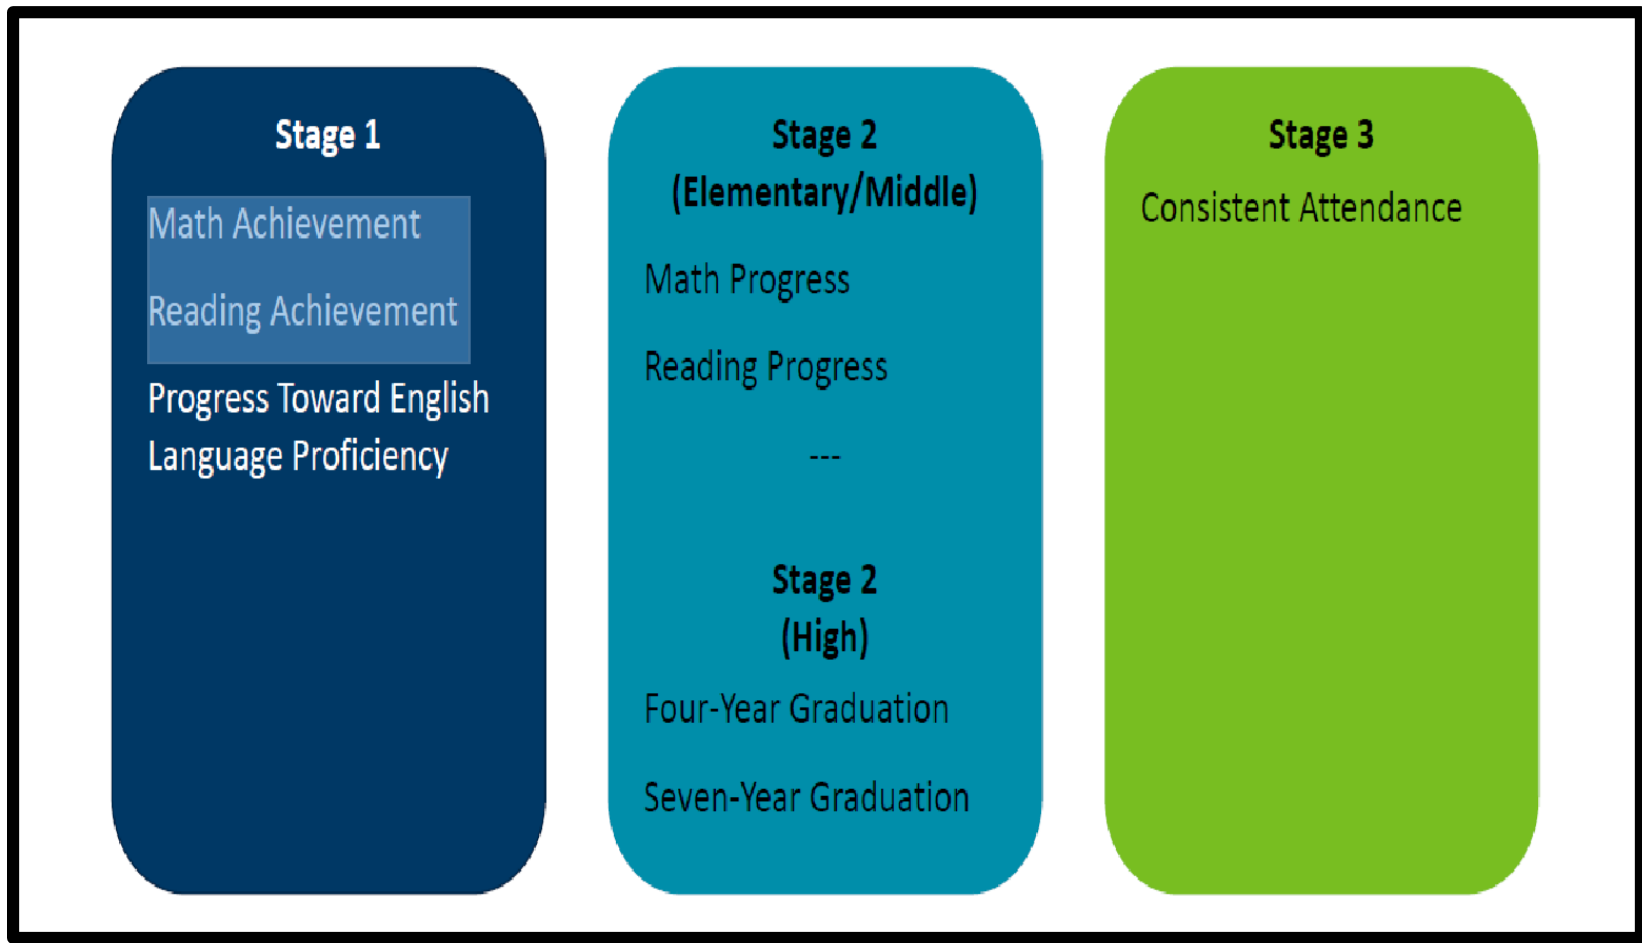 Stage 1
Math Achievement
Reading Achievement
Progress Toward English
Language Proficiency
Stage 2
(Elementary/Middle)
Math Progress
Reading Progress
---
Stage 2
(High)
Four-Year Graduation
Seven-Year Graduation
Stage 3
Consistent Attendance